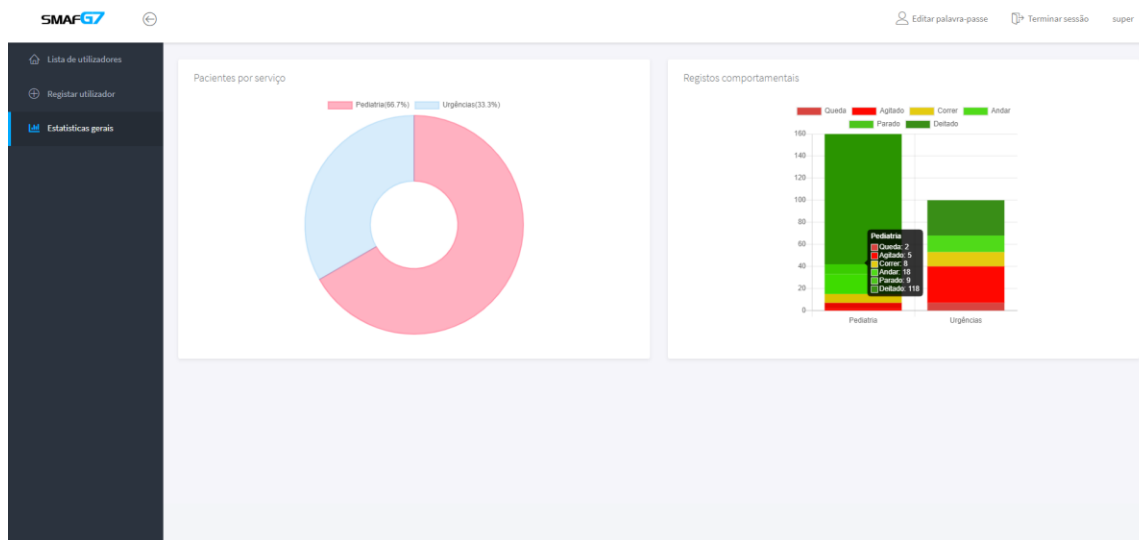 SMAFG7
Editar palavra-passe
Terminar sessão
super
Lista de utilizadores
Registar utilizador
Estatísticas gerais
Pacientes por serviço
Pediatria(66.7%) Urgências(33.3%)
Registos comportamentais
Queda Agitado Correr Andar
Parado Deitado
160
140
120
100
80
60
40
20
0
Pediatria
Queda: 2
Agitado: 5
Correr: 8
Andar: 18
Parado: 9
Deitado: 118
Pediatria Urgências